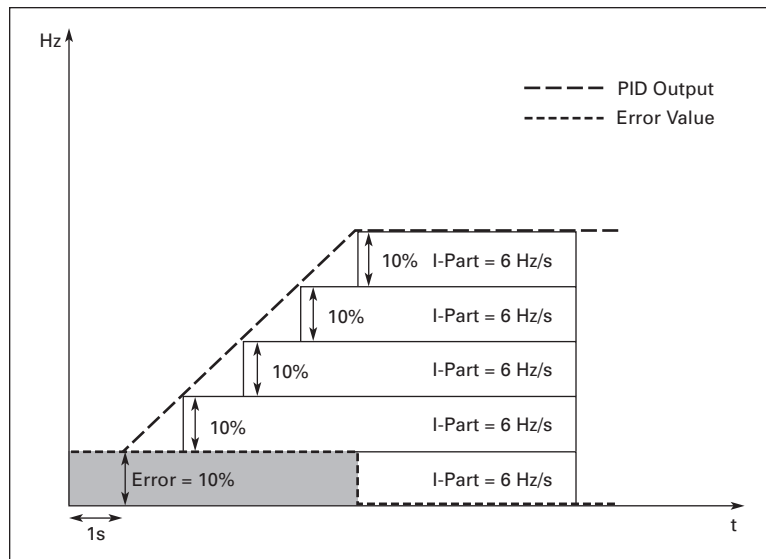 Hz
PID Output
Error Value
10% I-Part = 6 Hz/s
10% I-Part = 6 Hz/s
10% I-Part = 6 Hz/s
10% I-Part = 6 Hz/s
Error = 10% I-Part = 6 Hz/s
1s
t